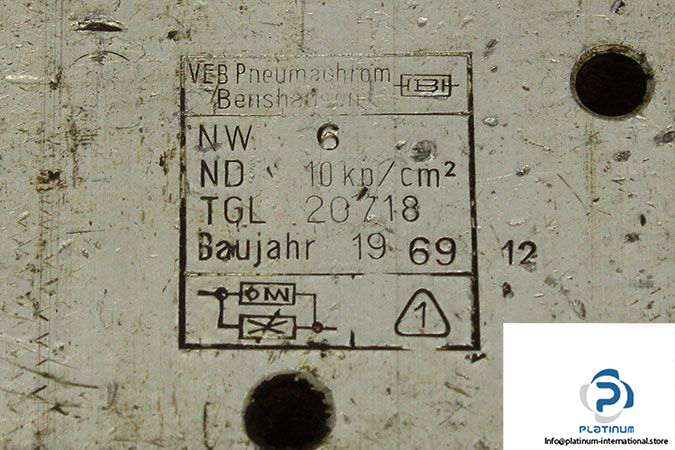 VEB Pneumachrom
NW 6
ND 10 kp/cm²
TGL 20718
Baujahr 19 69 12
1
PLATINUM
Info@platinum-international.store